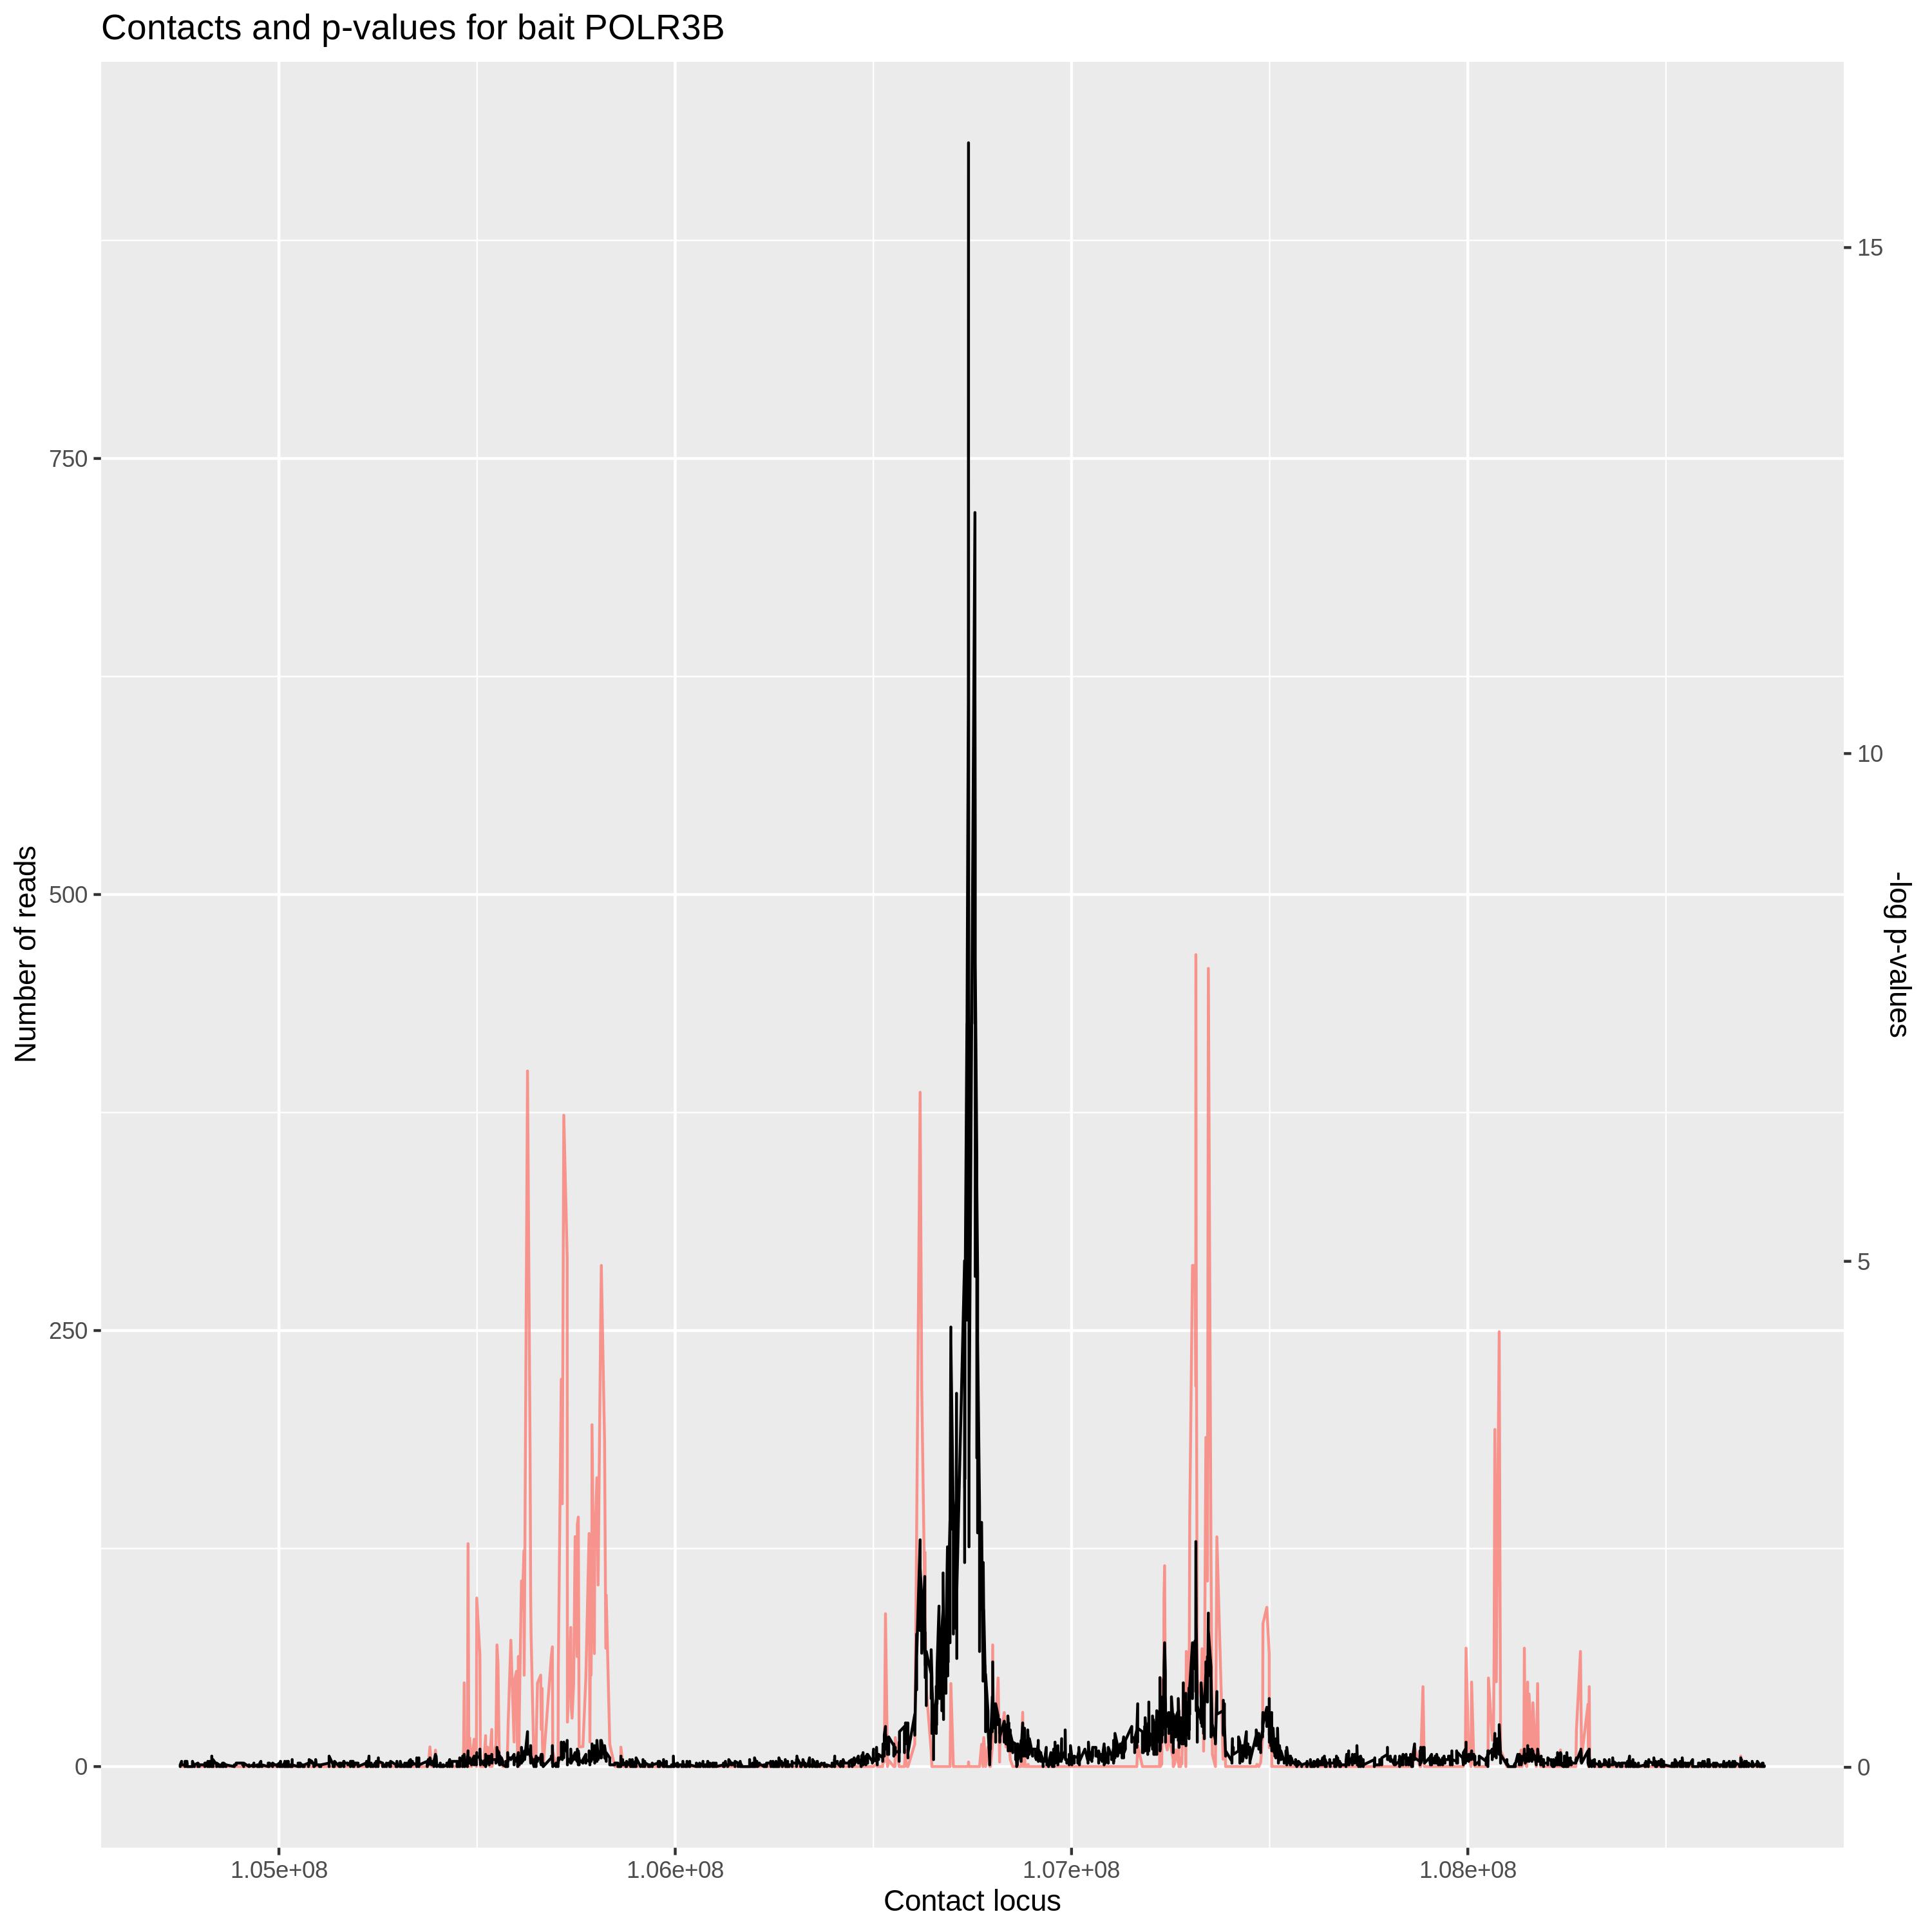 Contacts and p-values for bait POLR3B
Number of reads
750
500
250
0
15
10
5
0
-log p-values
1.05e+08
1.06e+08
1.07e+08
1.08e+08
Contact locus